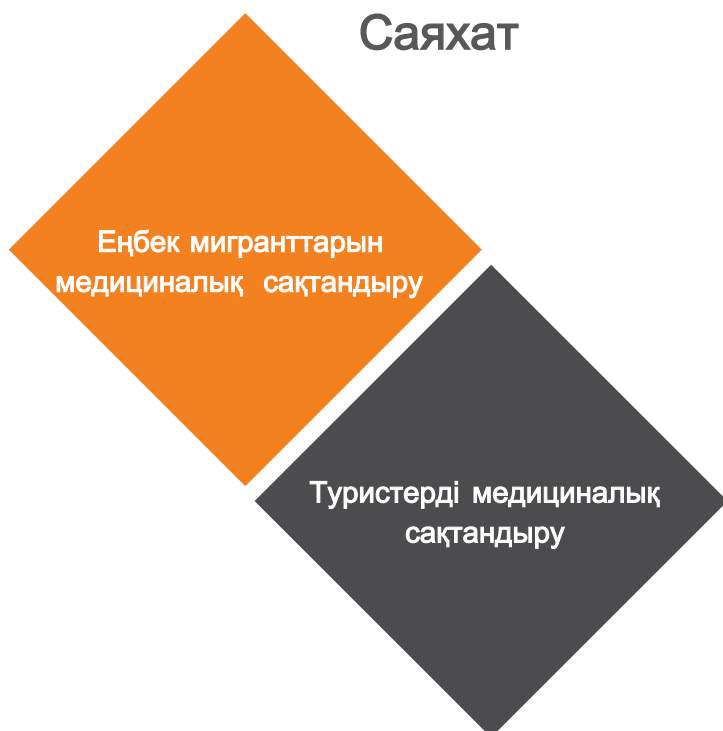 Саяхат
Еңбек мигранттарын
медициналық сақтандыру
Туристерді медициналық
сақтандыру